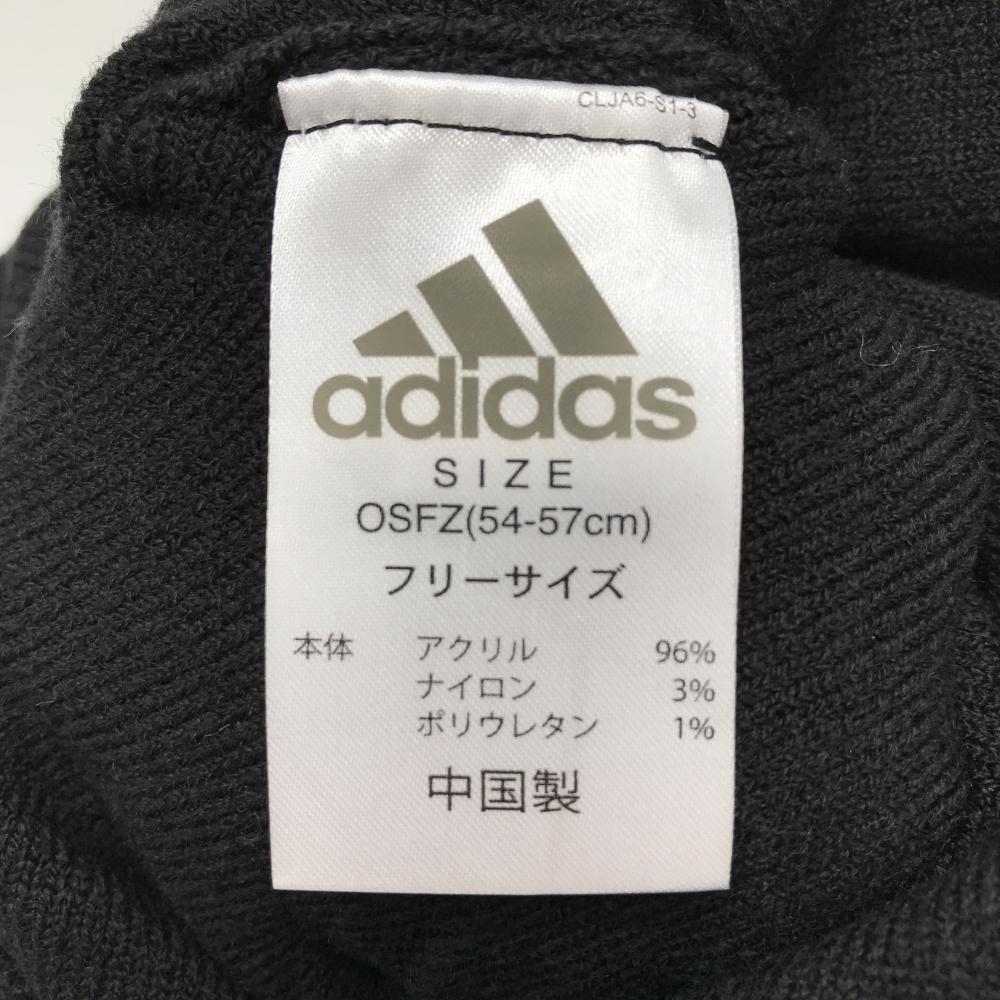 CLJA6-S1-3
adidas
SIZE
OSFZ(54-57cm)
フリーサイズ
本体 アクリル 96%
ナイロン 3%
ポリウレタン 1%
中国製